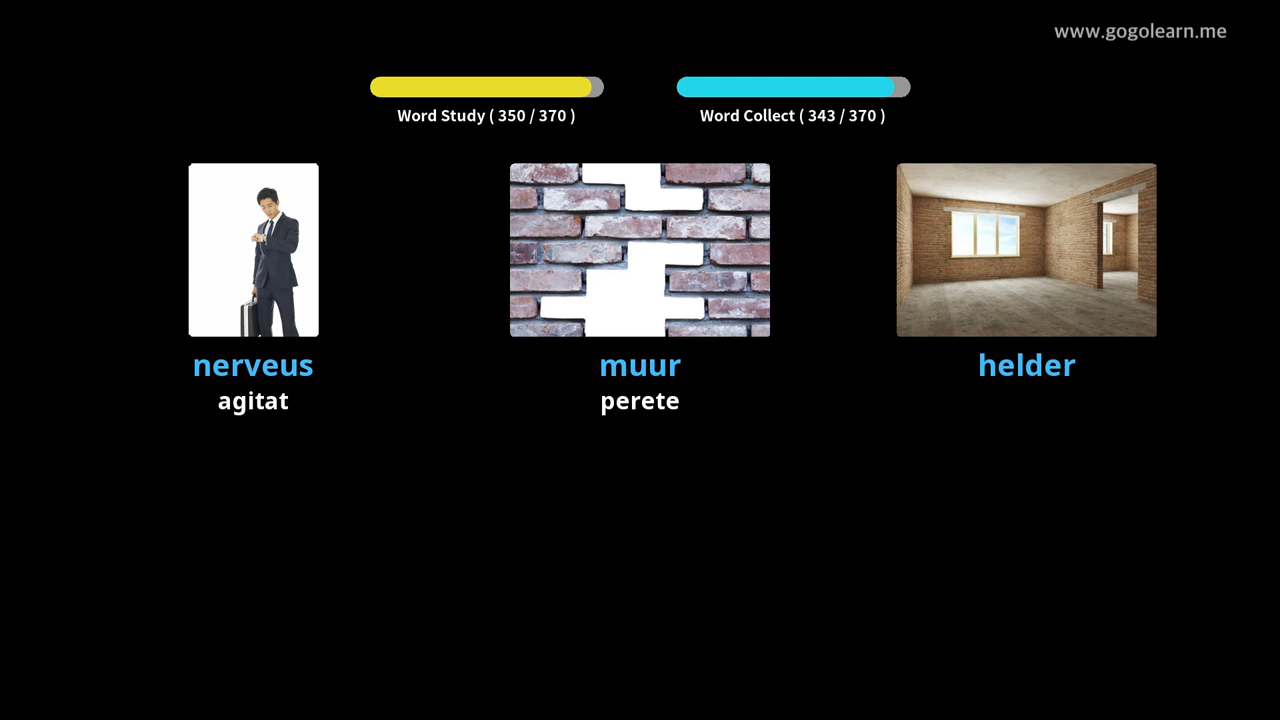 www.gogolearn.me
Word Study ( 350 / 370 )
Word Collect ( 343 / 370 )
nerveus
agitat
muur
perete
helder